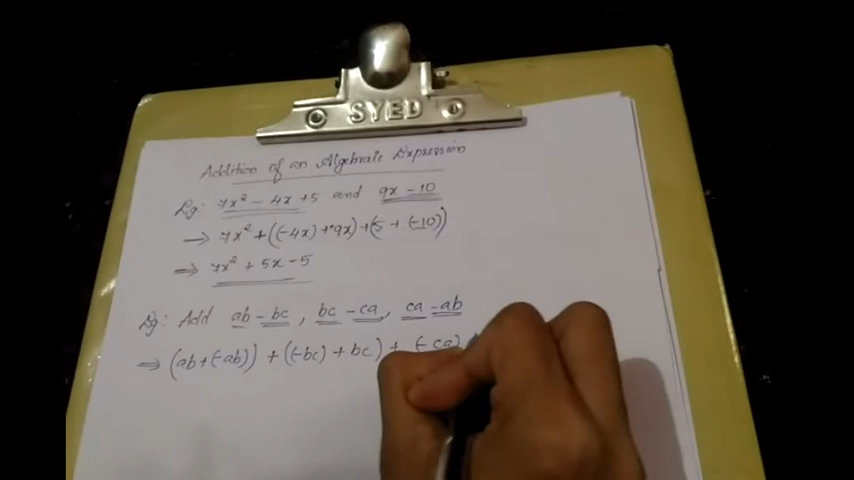 SYED
Addition of an Algebraic Expression
Eg: 7x² - 4x + 5 and 9x - 10
→ 7x² + ((-4x) + 9x) + (5 + (-10))
⇒ 7x² + 5x - 5
Eg: Add ab - bc, bc - ca, ca - ab
⇒ (ab + (-ab)) + ((-bc) + bc) + (-ca)